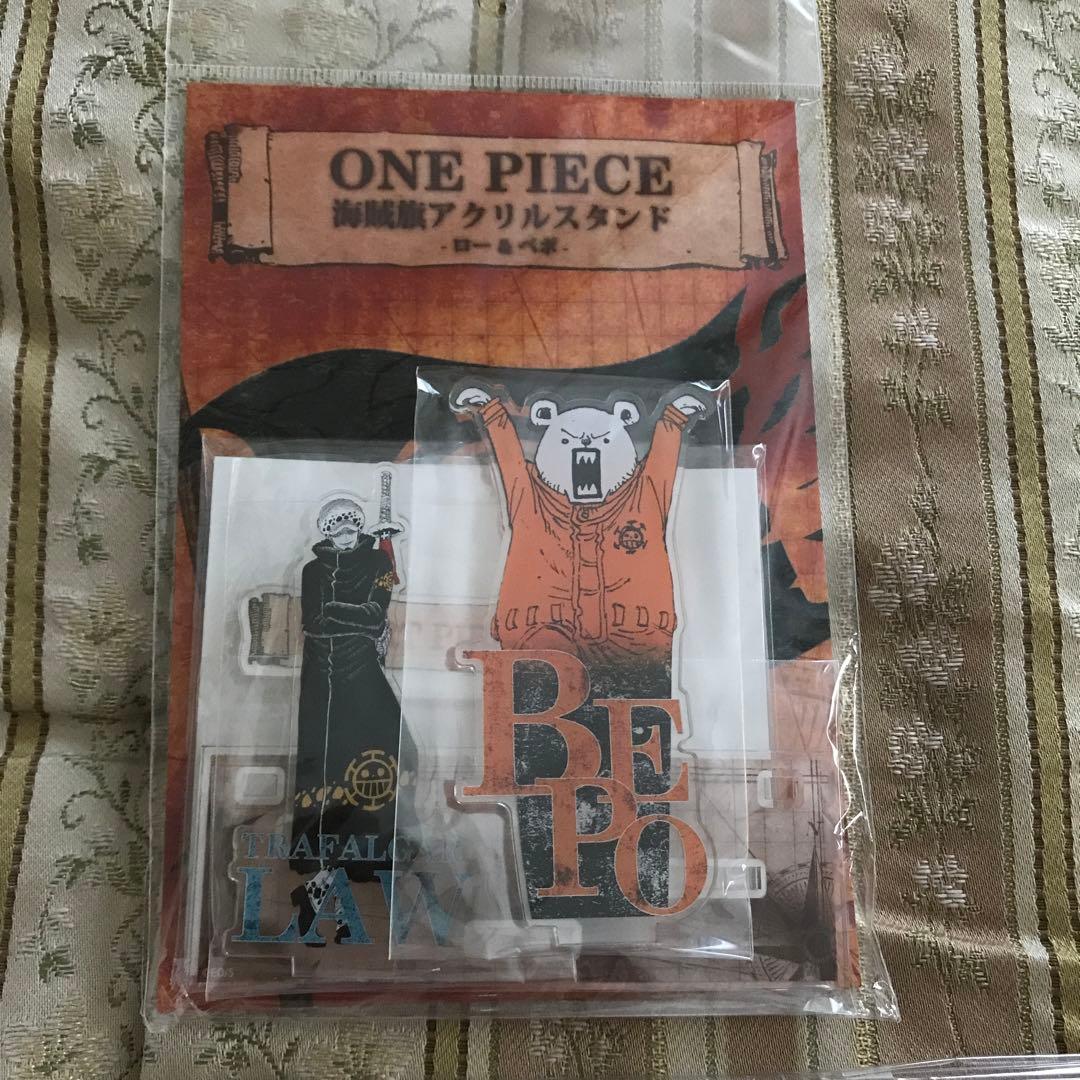 ONE PIECE
海賊旗アクリルスタンド
-ロー&ペポ-
BEPO
TRAFALGAR
LAW